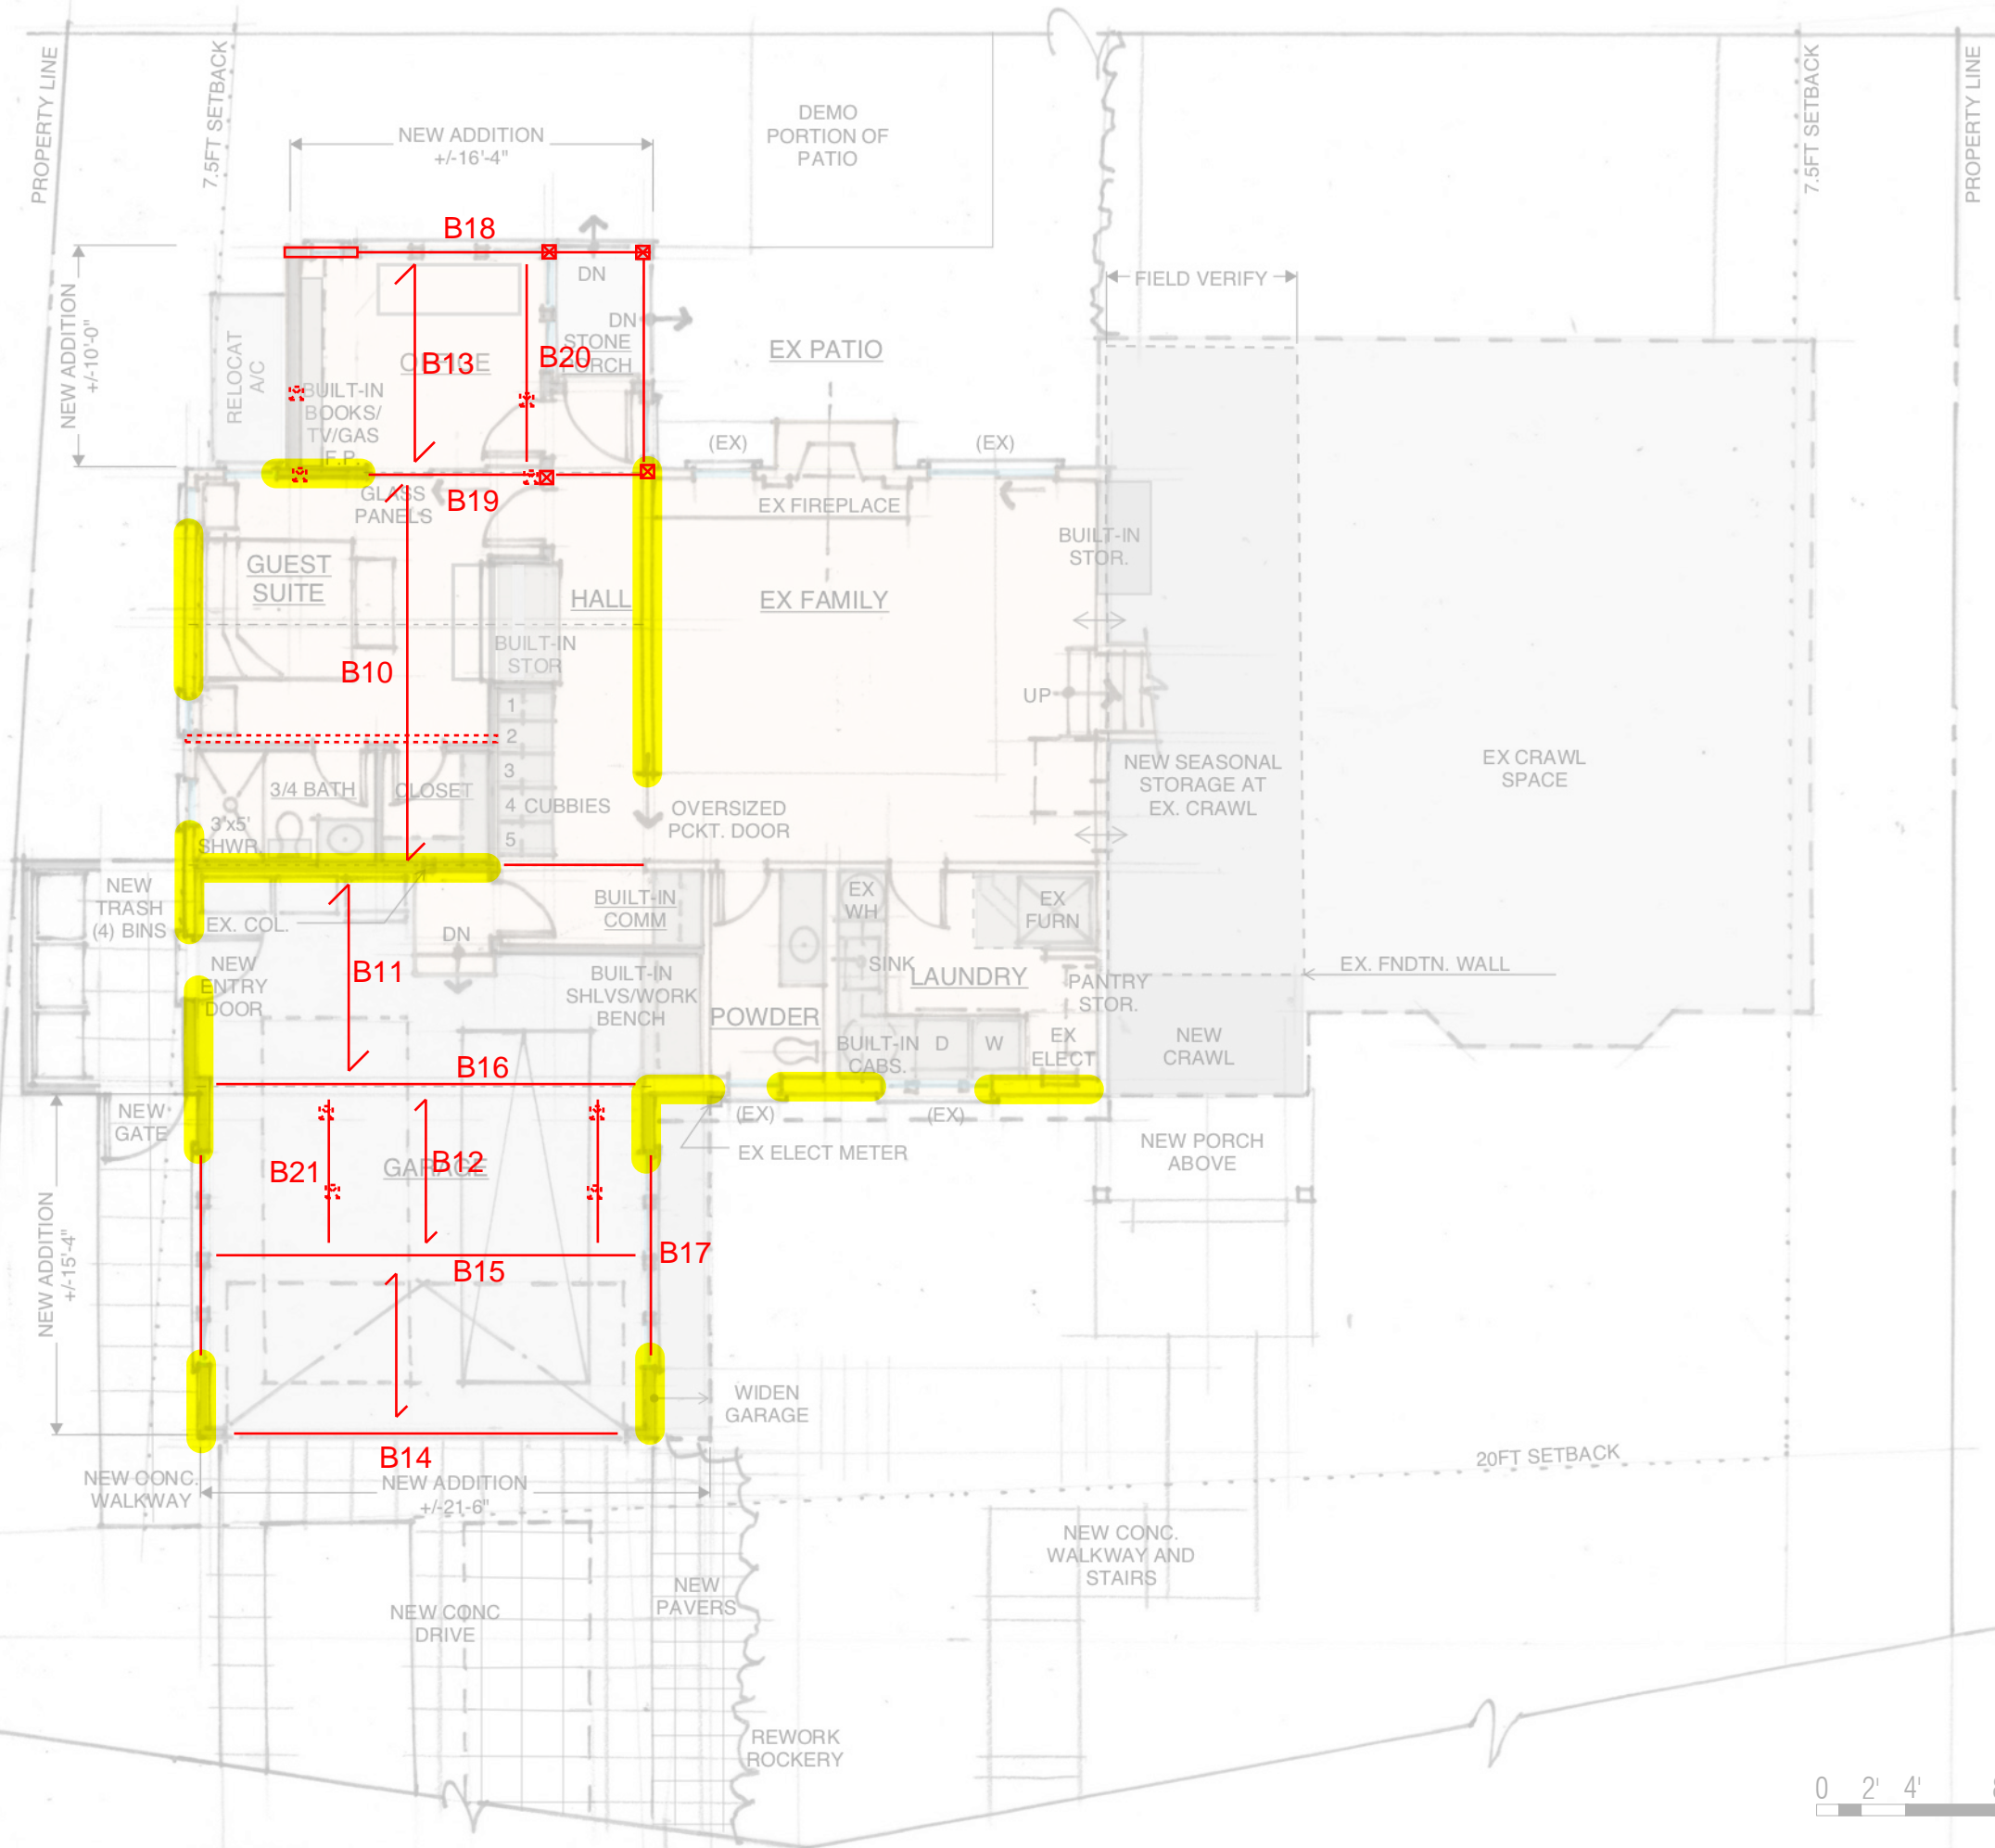 PROPERTY LINE
7.5FT SETBACK
NEW ADDITION
+/-16'-4"
DEMO
PORTION OF
PATIO
7.5FT SETBACK
PROPERTY LINE
B18
DN
FIELD VERIFY
NEW ADDITION
+/-10'-0"
RELOCAT
A/C
OFFICE
B13
B20
DN
STONE
PORCH
EX PATIO
BUILT-IN
BOOKS/
TV/GAS
F.P.
(EX)
(EX)
GLASS
PANELS
B19
EX FIREPLACE
BUILT-IN
STOR.
GUEST
SUITE
HALL
EX FAMILY
BUILT-IN
STOR
B10
UP
1
2
3
4 CUBBIES
5
3/4 BATH
CLOSET
3'x5'
SHWR.
OVERSIZED
PCKT. DOOR
NEW SEASONAL
STORAGE AT
EX. CRAWL
EX CRAWL
SPACE
NEW
TRASH
(4) BINS
EX. COL.
DN
BUILT-IN
COMM
EX
WH
EX
FURN
NEW
ENTRY
DOOR
B11
BUILT-IN
SHLVS/WORK
BENCH
SINK
LAUNDRY
PANTRY
STOR.
EX. FNDTN. WALL
POWDER
BUILT-IN
CABS.
D
W
EX
ELECT
NEW
CRAWL
B16
NEW
GATE
(EX)
(EX)
B21
GARAGE
B12
EX ELECT METER
NEW PORCH
ABOVE
NEW ADDITION
+/-15'-4"
B15
B17
WIDEN
GARAGE
B14
NEW CONC.
WALKWAY
NEW ADDITION
+/-21-6"
20FT SETBACK
NEW CONC.
WALKWAY AND
STAIRS
NEW CONC
DRIVE
NEW
PAVERS
REWORK
ROCKERY
0 2' 4'